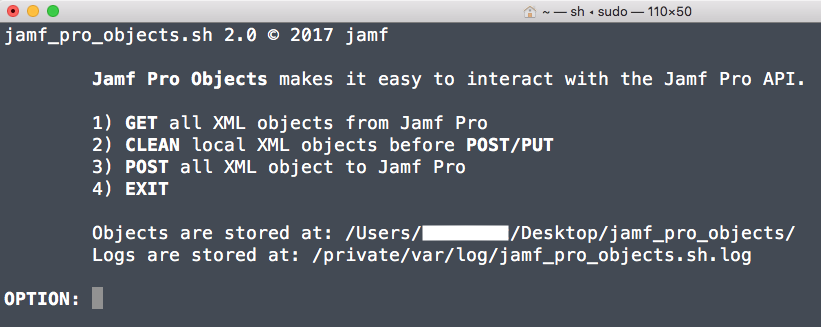 ~ — sh ◂ sudo — 110×50
jamf_pro_objects.sh 2.0 © 2017 jamf
Jamf Pro Objects makes it easy to interact with the Jamf Pro API.
1) GET all XML objects from Jamf Pro
2) CLEAN local XML objects before POST/PUT
3) POST all XML object to Jamf Pro
4) EXIT
Objects are stored at: /Users/ /Desktop/jamf_pro_objects/
Logs are stored at: /private/var/log/jamf_pro_objects.sh.log
OPTION: